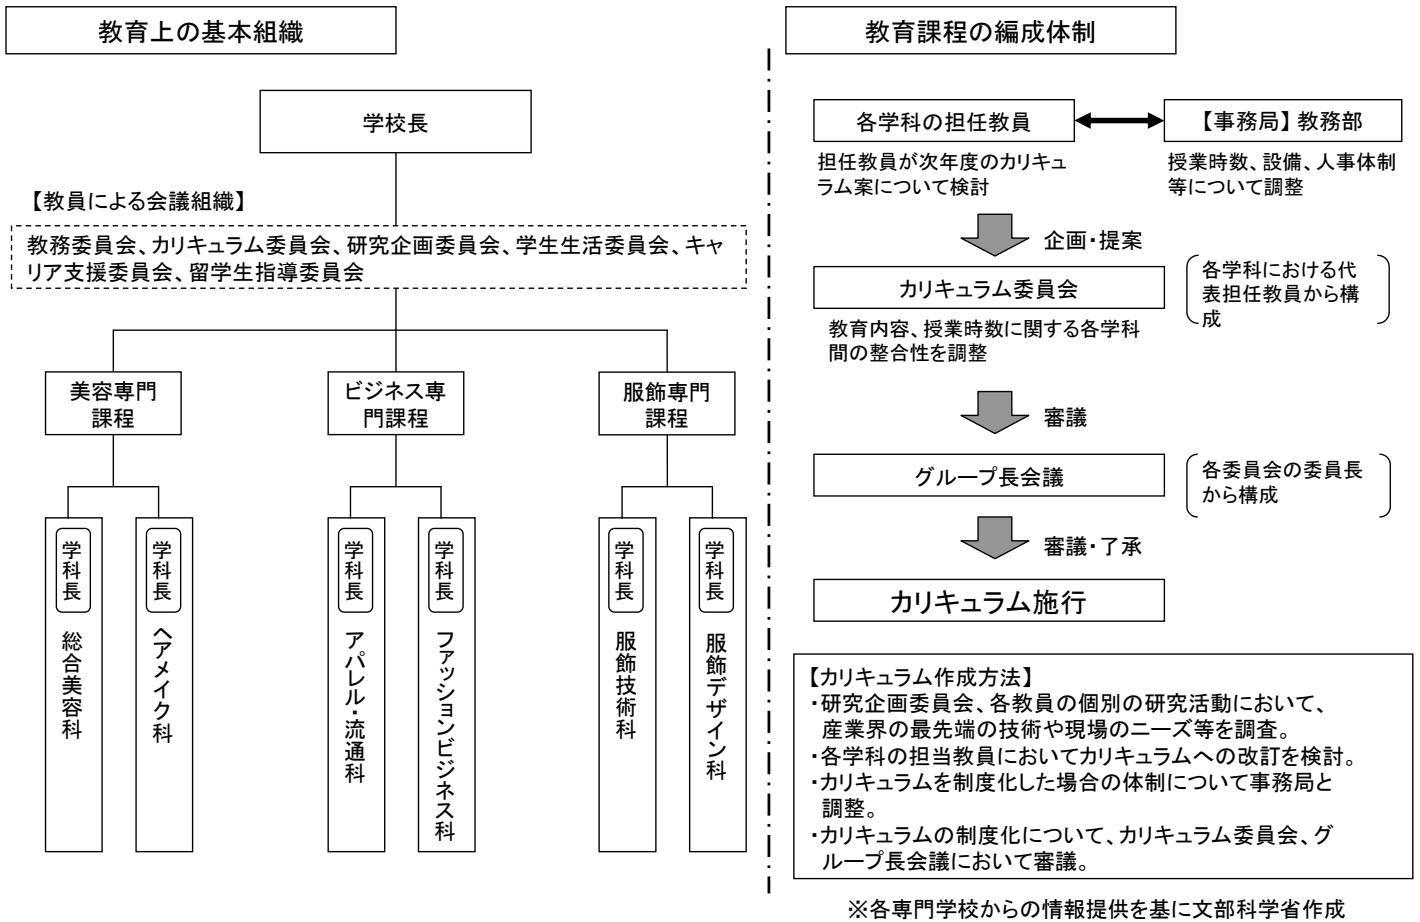 教育上の基本組織
学校長
【教員による会議組織】
教務委員会、カリキュラム委員会、研究企画委員会、学生生活委員会、キャ
リア支援委員会、留学生指導委員会
美容専門
課程
ビジネス専
門課程
服飾専門
課程
学科長
総合美容科
学科長
ヘアメイク科
学科長
アパレル・流通科
学科長
ファッションビジネス科
学科長
服飾技術科
学科長
服飾デザイン科
教育課程の編成体制
各学科の担任教員
【事務局】教務部
担任教員が次年度のカリキュ
ラム案について検討
授業時数、設備、人事体制
等について調整
企画・提案
カリキュラム委員会
各学科における代
表担任教員から構
成
教育内容、授業時数に関する各学科
間の整合性を調整
審議
グループ長会議
各委員会の委員長
から構成
審議・了承
カリキュラム施行
【カリキュラム作成方法】
・研究企画委員会、各教員の個別の研究活動において、
産業界の最先端の技術や現場のニーズ等を調査。
・各学科の担当教員においてカリキュラムへの改訂を検討。
・カリキュラムを制度化した場合の体制について事務局と
調整。
・カリキュラムの制度化について、カリキュラム委員会、グ
ループ長会議において審議。
※各専門学校からの情報提供を基に文部科学省作成